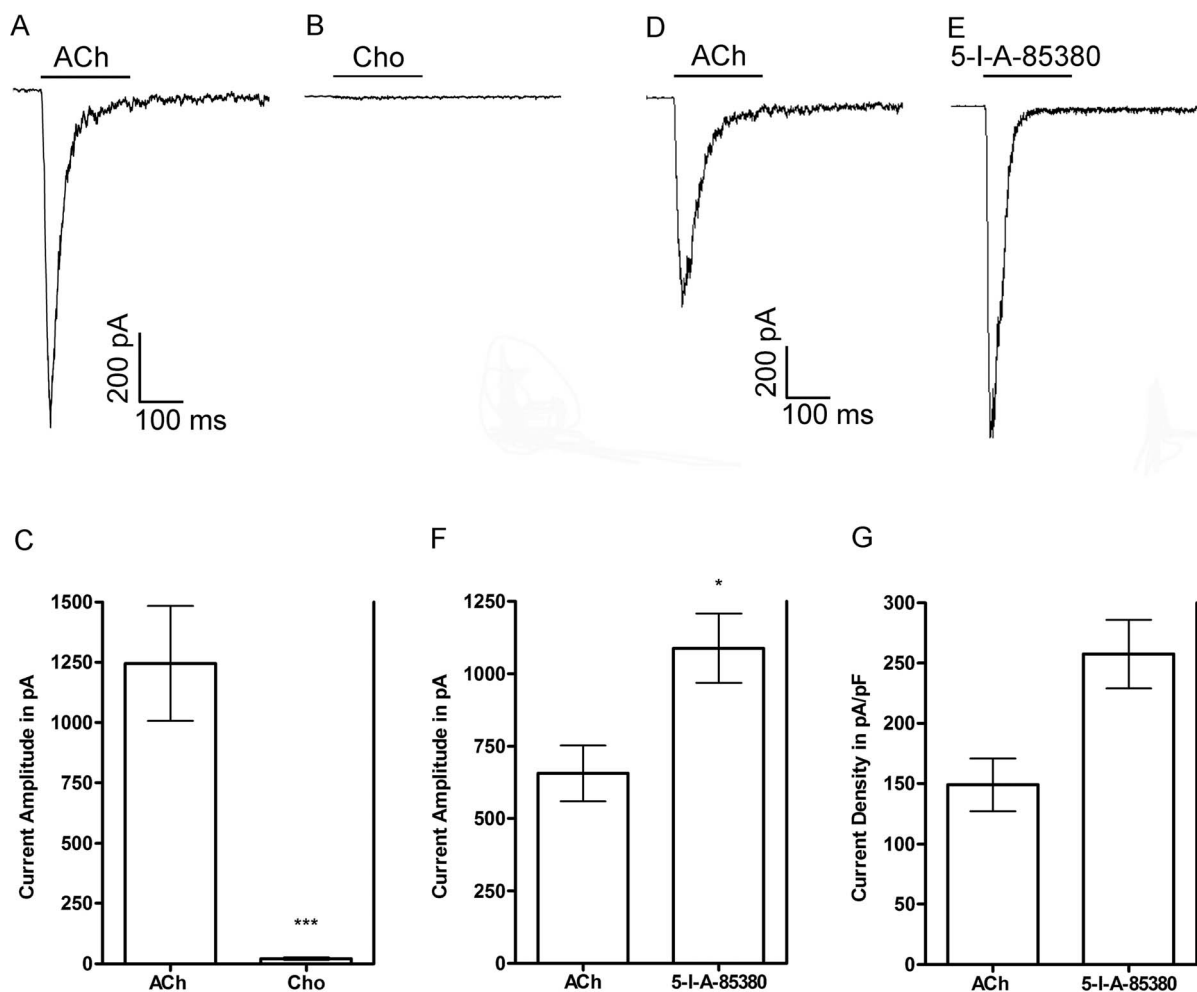 A
ACh
B
Cho
D
ACh
E
5-I-A-85380
200 pA
100 ms
200 pA
100 ms
C
Current Amplitude in pA
1500
1250
1000
750
500
250
0
***
ACh
Cho
F
Current Amplitude in pA
1250
1000
750
500
250
0
*
ACh
5-I-A-85380
G
Current Density in pA/pF
300
250
200
150
100
50
0
ACh
5-I-A-85380